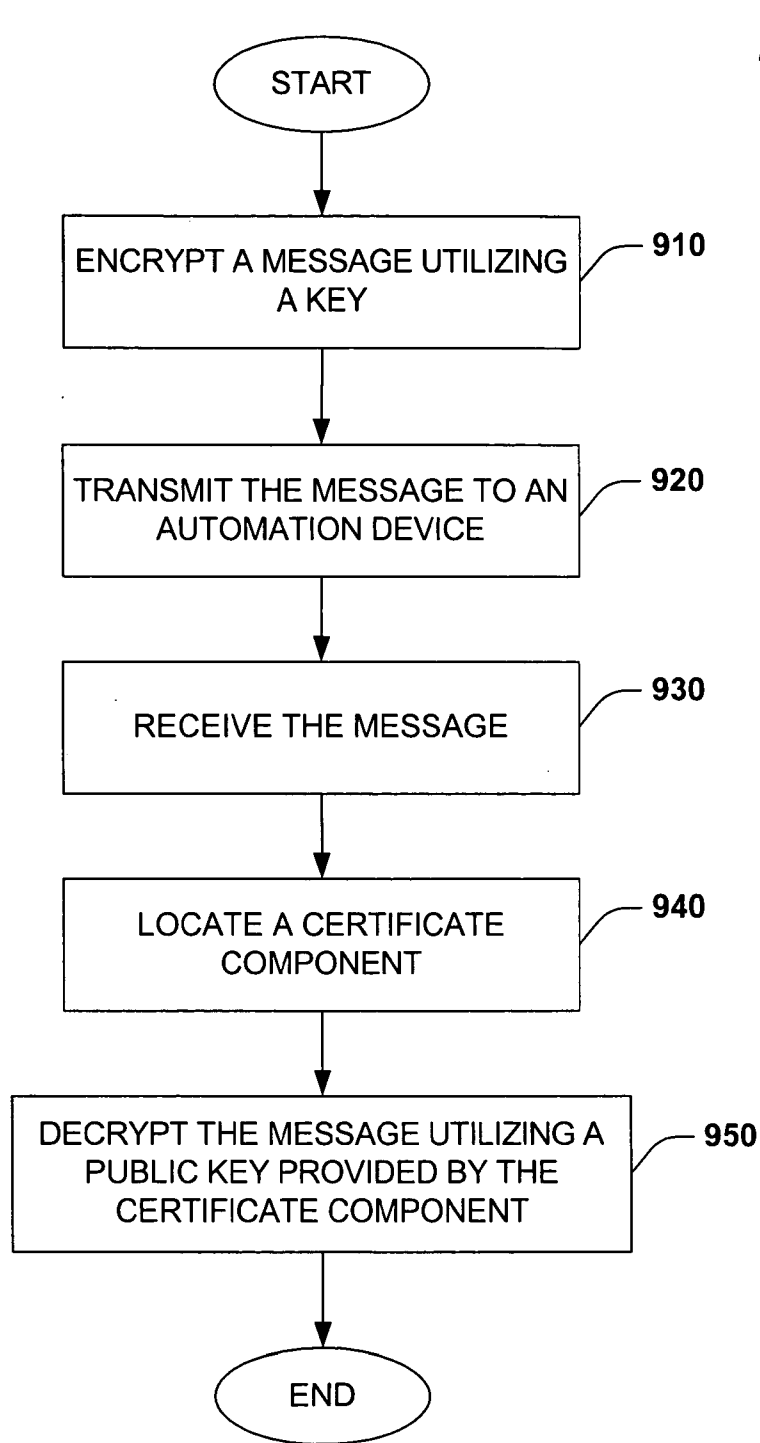 START
ENCRYPT A MESSAGE UTILIZING
A KEY
910
TRANSMIT THE MESSAGE TO AN
AUTOMATION DEVICE
920
RECEIVE THE MESSAGE
930
LOCATE A CERTIFICATE
COMPONENT
940
DECRYPT THE MESSAGE UTILIZING A
PUBLIC KEY PROVIDED BY THE
CERTIFICATE COMPONENT
950
END